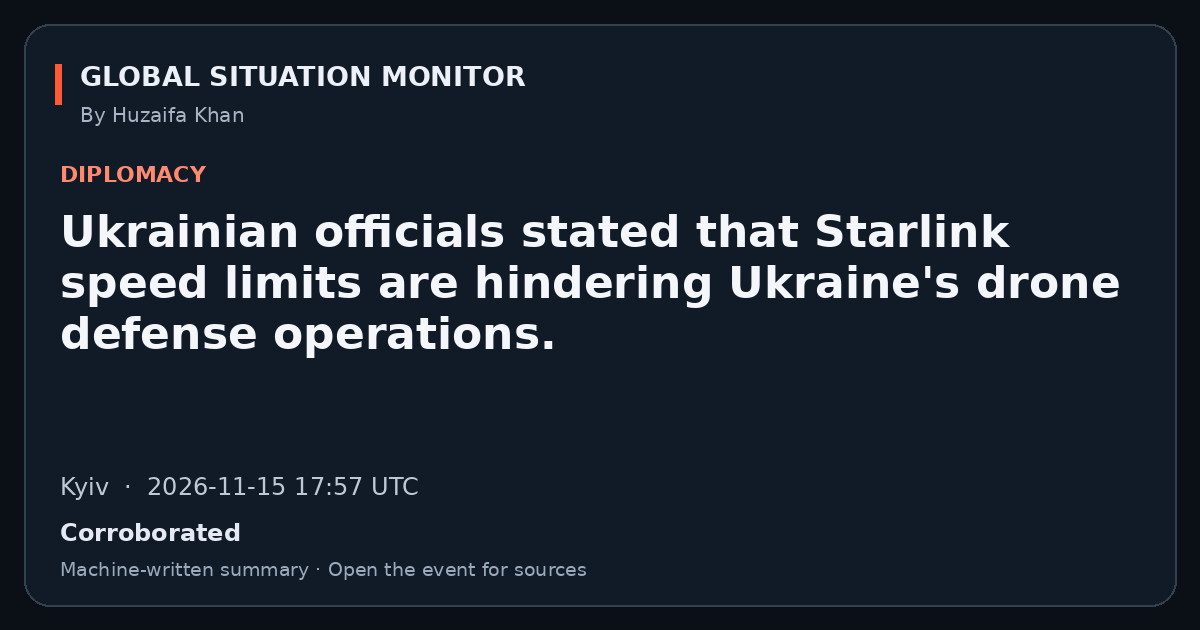 GLOBAL SITUATION MONITOR
By Huzaifa Khan
DIPLOMACY
Ukrainian officials stated that Starlink
speed limits are hindering Ukraine's drone
defense operations.
Kyiv · 2026-11-15 17:57 UTC
Corroborated
Machine-written summary · Open the event for sources